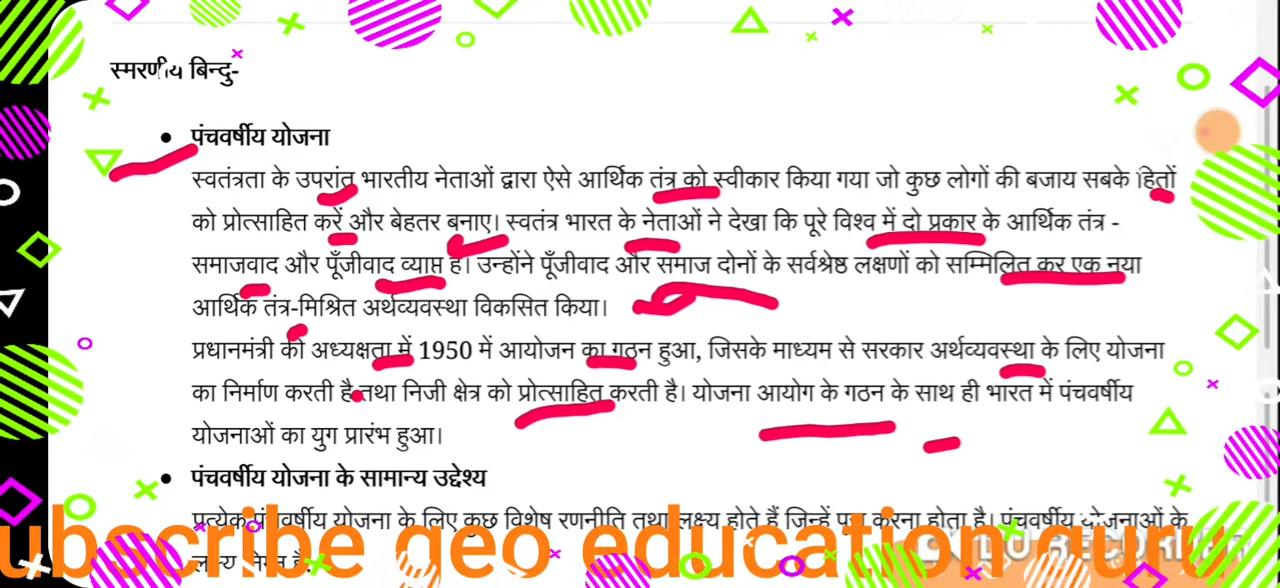 स्मरणीय बिन्दु-
• पंचवर्षीय योजना
स्वतंत्रता के उपरांत भारतीय नेताओं द्वारा ऐसे आर्थिक तंत्र को स्वीकार किया गया जो कुछ लोगों की बजाय सबके हितों
को प्रोत्साहित करें और बेहतर बनाए। स्वतंत्र भारत के नेताओं ने देखा कि पूरे विश्व में दो प्रकार के आर्थिक तंत्र -
समाजवाद और पूँजीवाद व्याप्त है। उन्होंने पूँजीवाद और समाज दोनों के सर्वश्रेष्ठ लक्षणों को सम्मिलित कर एक नया
आर्थिक तंत्र-मिश्रित अर्थव्यवस्था विकसित किया।
प्रधानमंत्री की अध्यक्षता में 1950 में आयोजन का गठन हुआ, जिसके माध्यम से सरकार अर्थव्यवस्था के लिए योजना
का निर्माण करती है तथा निजी क्षेत्र को प्रोत्साहित करती है। योजना आयोग के गठन के साथ ही भारत में पंचवर्षीय
योजनाओं का युग प्रारंभ हुआ।
• पंचवर्षीय योजना के सामान्य उद्देश्य
प्रत्येक पंचवर्षीय योजना के लिए कुछ विशेष रणनीति तथा लक्ष्य होते हैं जिन्हें पूरा करना होता है। पंचवर्षीय योजनाओं के
ubscribe geo education guru